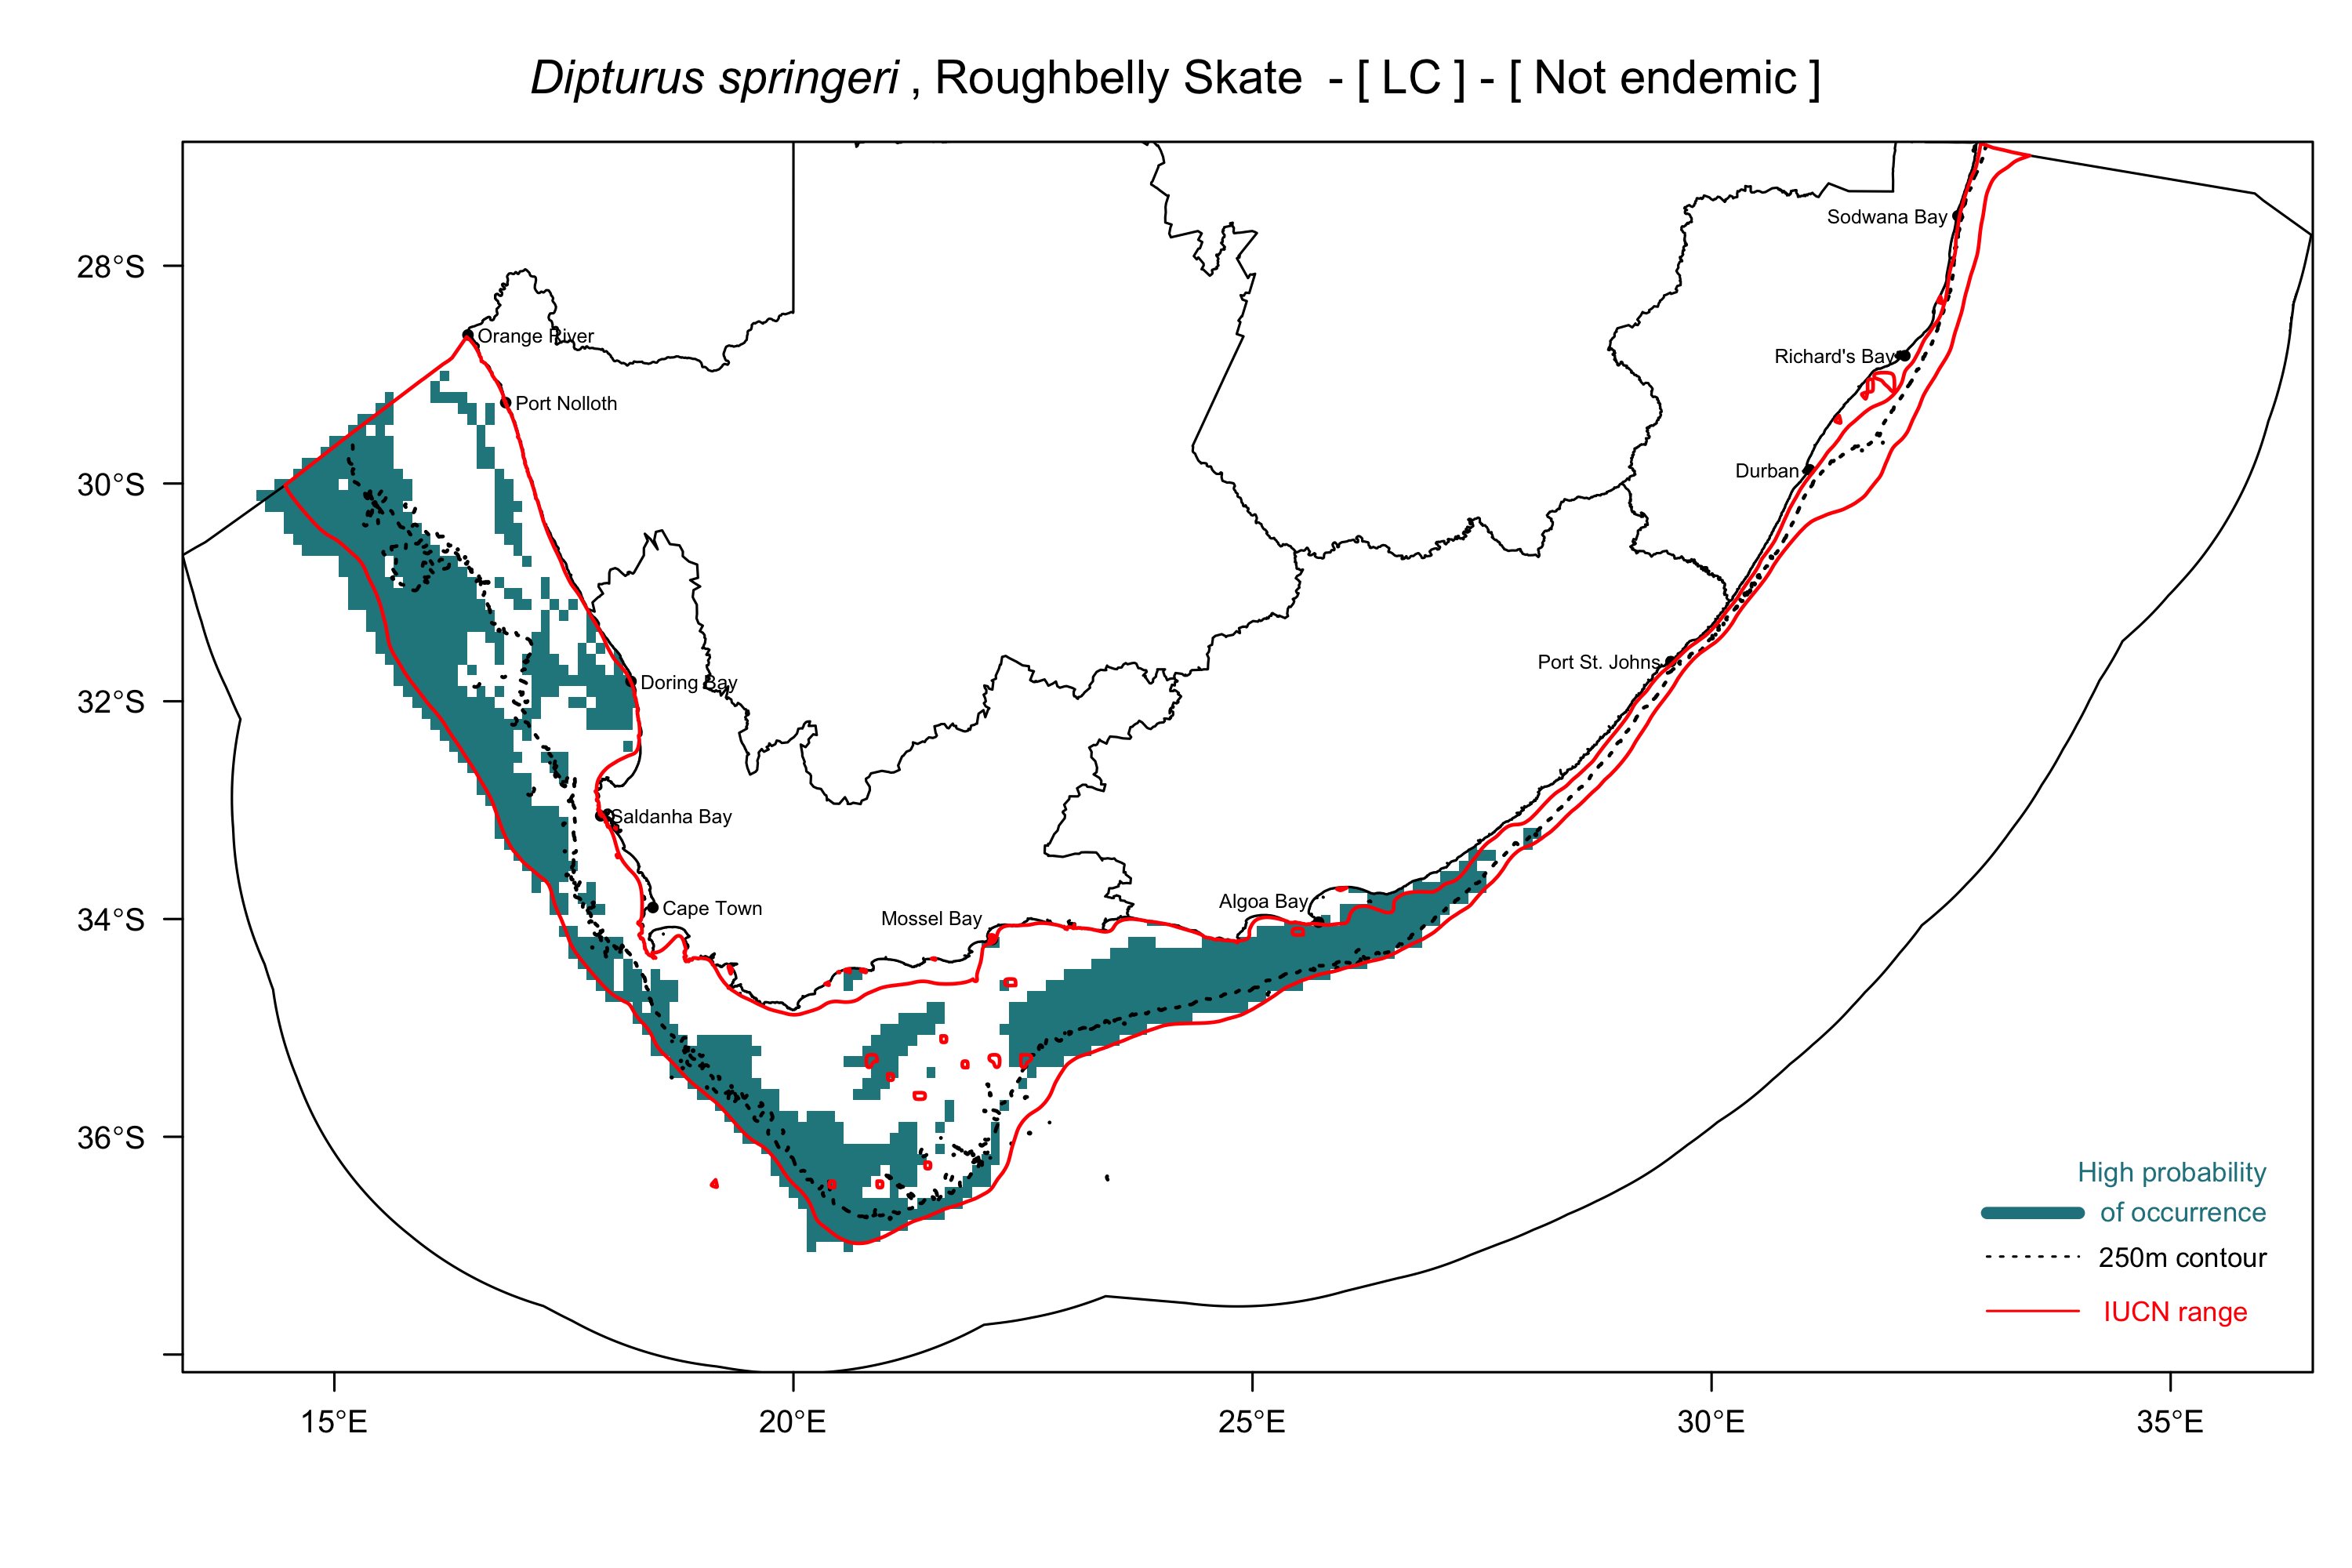 Dipturus springeri , Roughbelly Skate - [ LC ] - [ Not endemic ]
Sodwana Bay
28°S
Orange River
Richard's Bay
Port Nolloth
Durban
30°S
Port St. Johns
Doring Bay
32°S
Saldanha Bay
Algoa Bay
Cape Town
Mossel Bay
34°S
36°S
High probability
of occurrence
250m contour
IUCN range
15°E
20°E
25°E
30°E
35°E